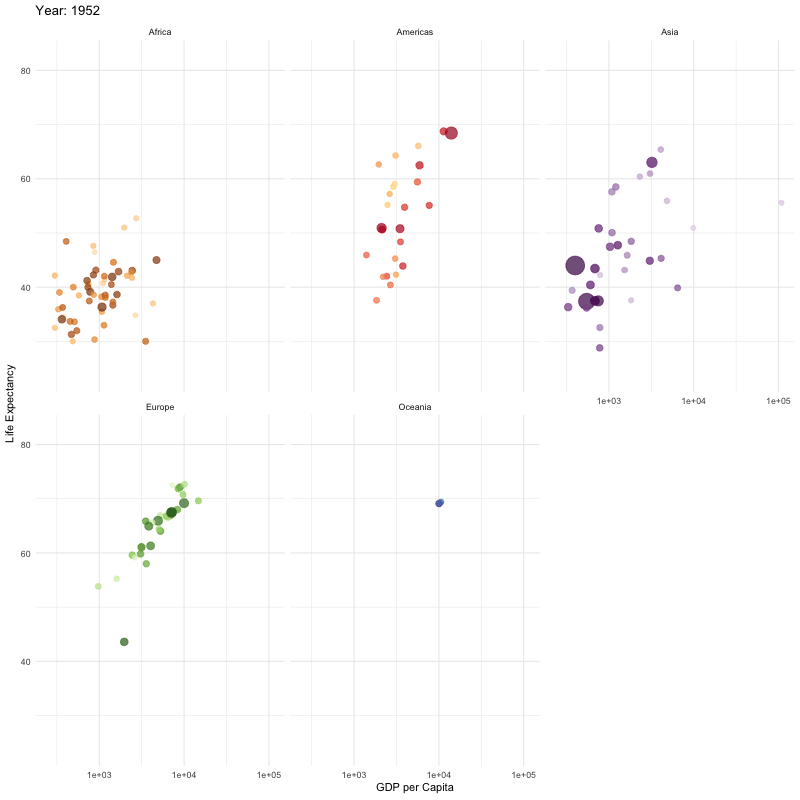 Year: 1952
Africa Americas Asia
80
60
40
1e+03 1e+04 1e+05
Life Expectancy
Europe Oceania
80
60
40
1e+03 1e+04 1e+05 1e+03 1e+04 1e+05
GDP per Capita